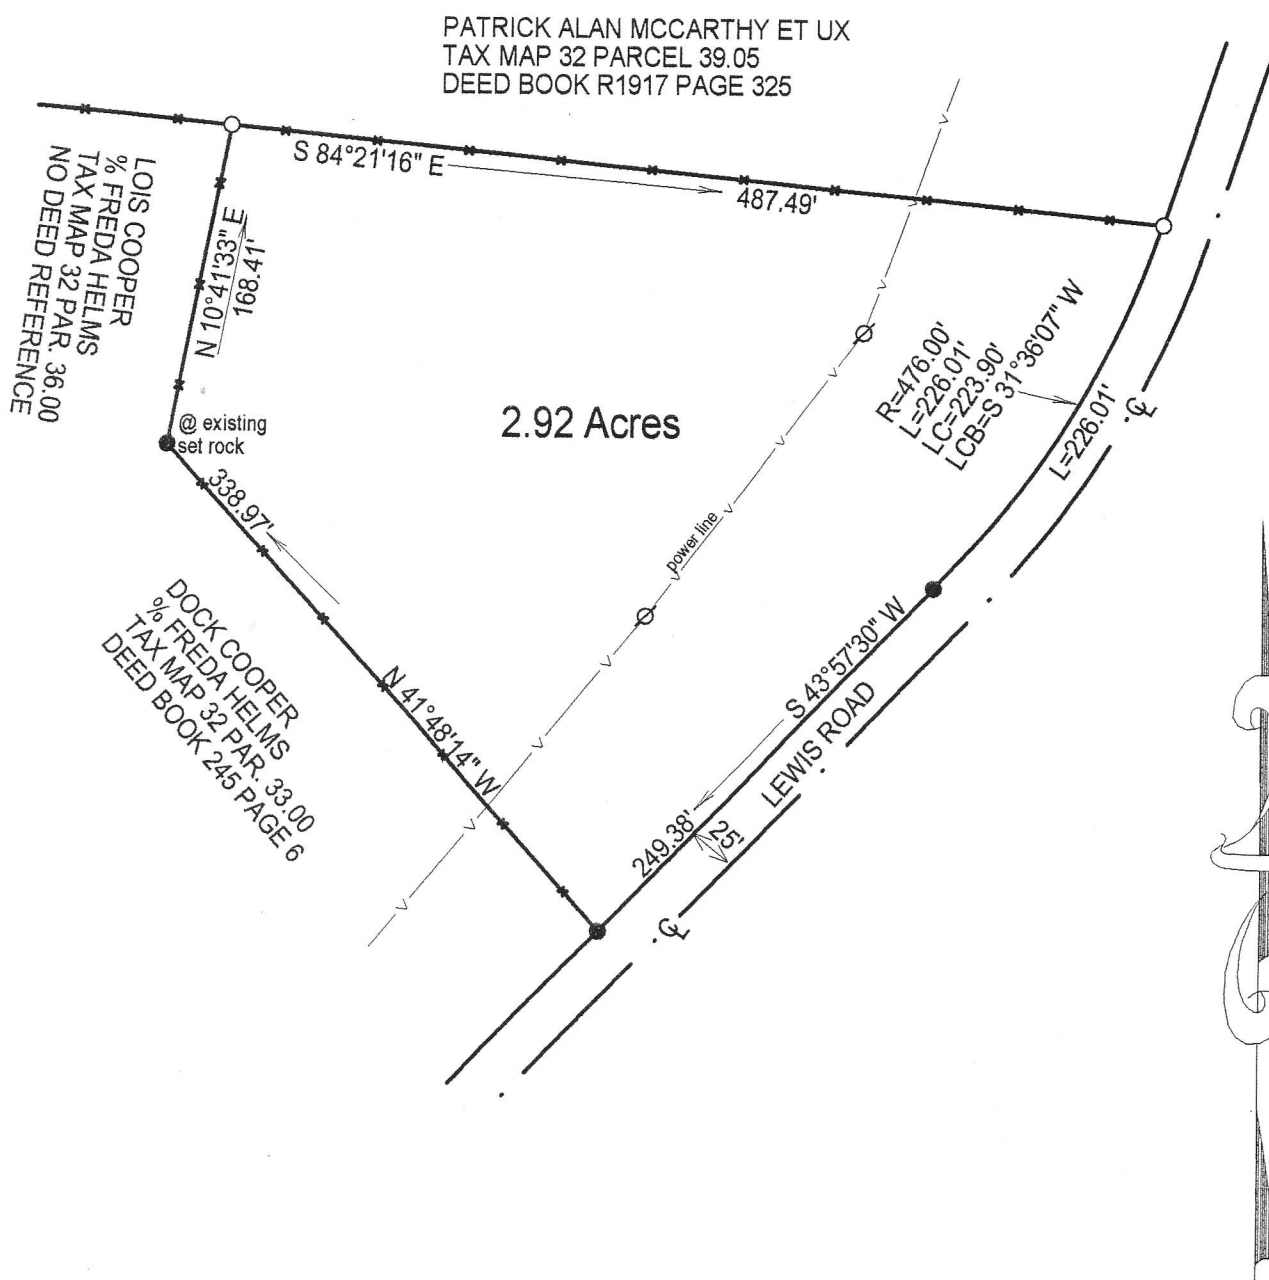 PATRICK ALAN MCCARTHY ET UX
TAX MAP 32 PARCEL 39.05
DEED BOOK R1917 PAGE 325
S 84°21'16" E
487.49'
LOIS COOPER
% FREDA HELMS
TAX MAP 32 PAR. 36.00
NO DEED REFERENCE
N 10°41'33" E
168.41'
@ existing
set rock
2.92 Acres
R=476.00'
L=226.01'
LC=223.90'
LCB=S 31°36'07" W
L=226.01'
338.97'
N 41°48'14" W
DOCK COOPER
% FREDA HELMS
TAX MAP 32 PAR. 33.00
DEED BOOK 245 PAGE 6
power line
S 43°57'30" W
249.38'
LEWIS ROAD
25'
CL
CL